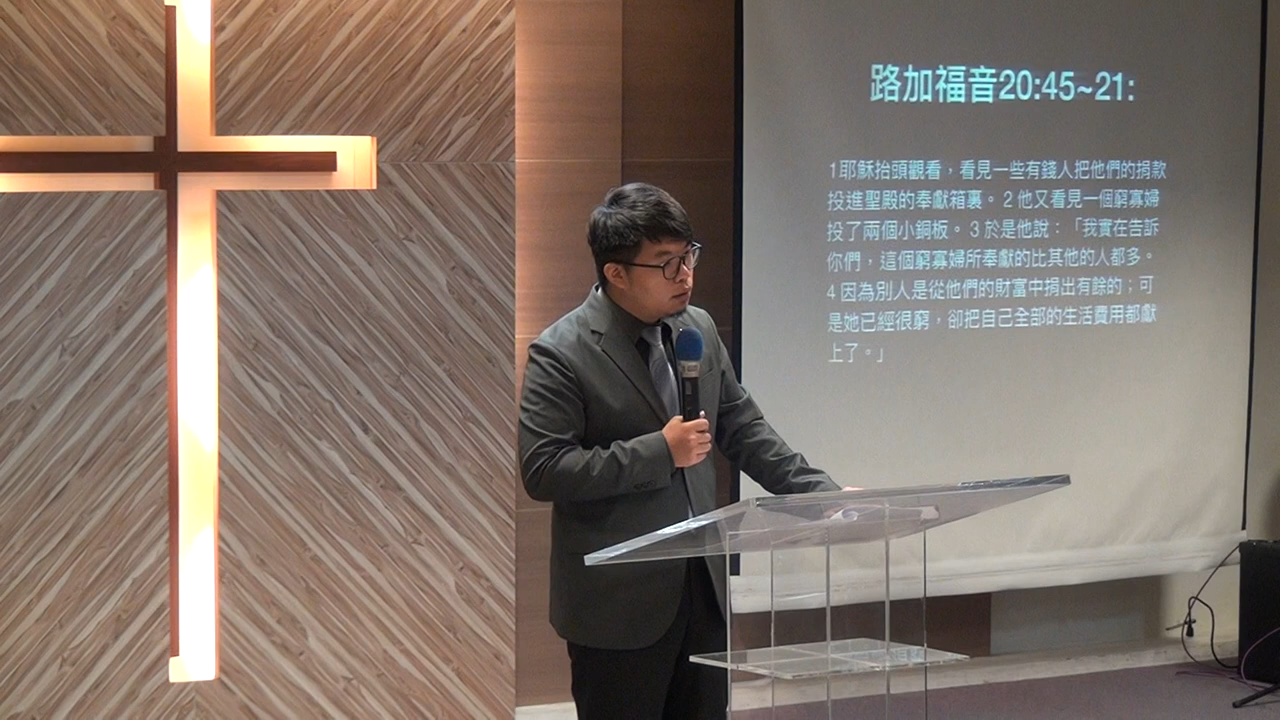 路加福音20:45~21:
1耶穌抬頭觀看，看見一些有錢人把他們的捐款
投進聖殿的奉獻箱裏。2 他又看見一個窮寡婦
投了兩個小銅板。3 於是他說：「我實在告訴
你們，這個窮寡婦所奉獻的比其他的人都多。
4 因為別人是從他們的財富中捐出有餘的；可
是她已經很窮，卻把自己全部的生活費用都獻
上了。」